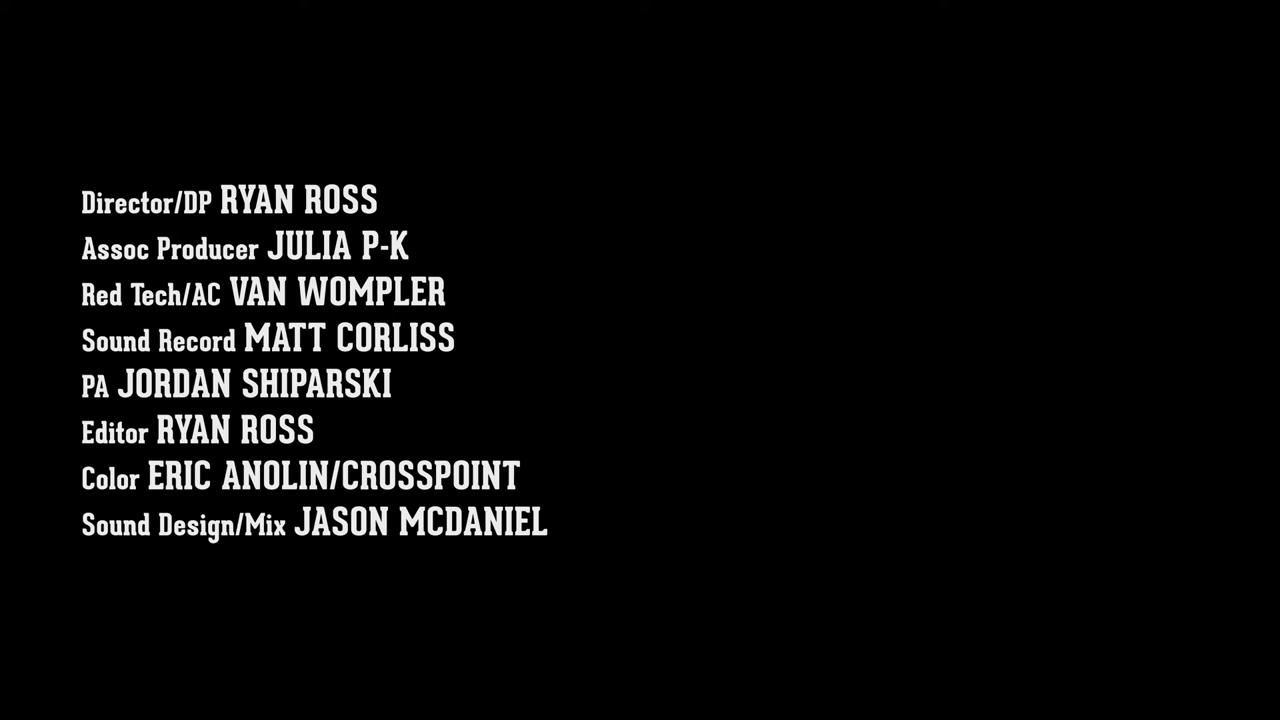 Director/DP RYAN ROSS
Assoc Producer JULIA P-K
Red Tech/AC VAN WOMPLER
Sound Record MATT CORLISS
PA JORDAN SHIPARSKI
Editor RYAN ROSS
Color ERIC ANOLIN/CROSSPOINT
Sound Design/Mix JASON MCDANIEL